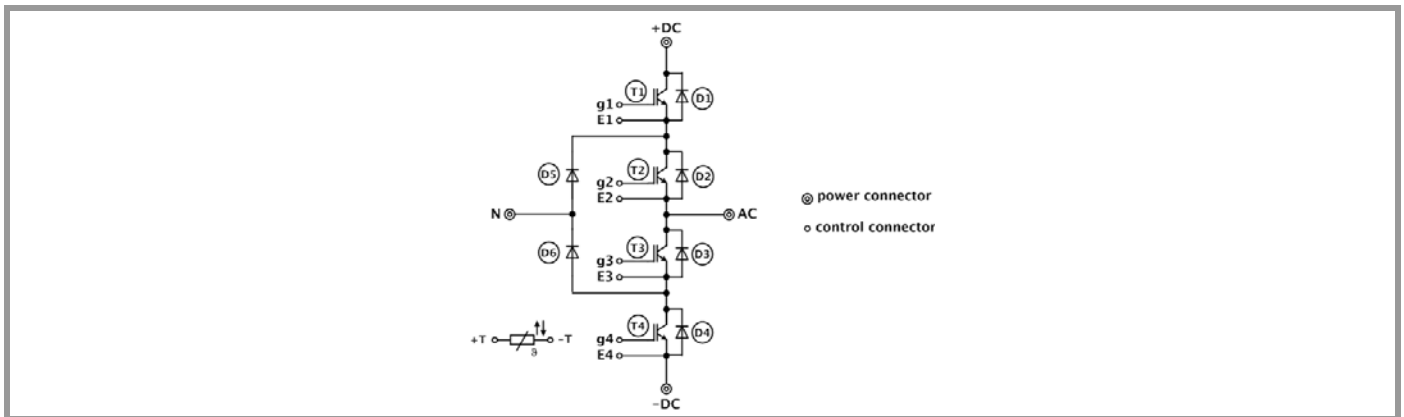 +DC
T1
D1
g1
E1
D5
T2
D2
g2
E2
N
AC
power connector
control connector
D6
T3
D3
g3
E3
T4
D4
+T
-T
ϑ
g4
E4
-DC